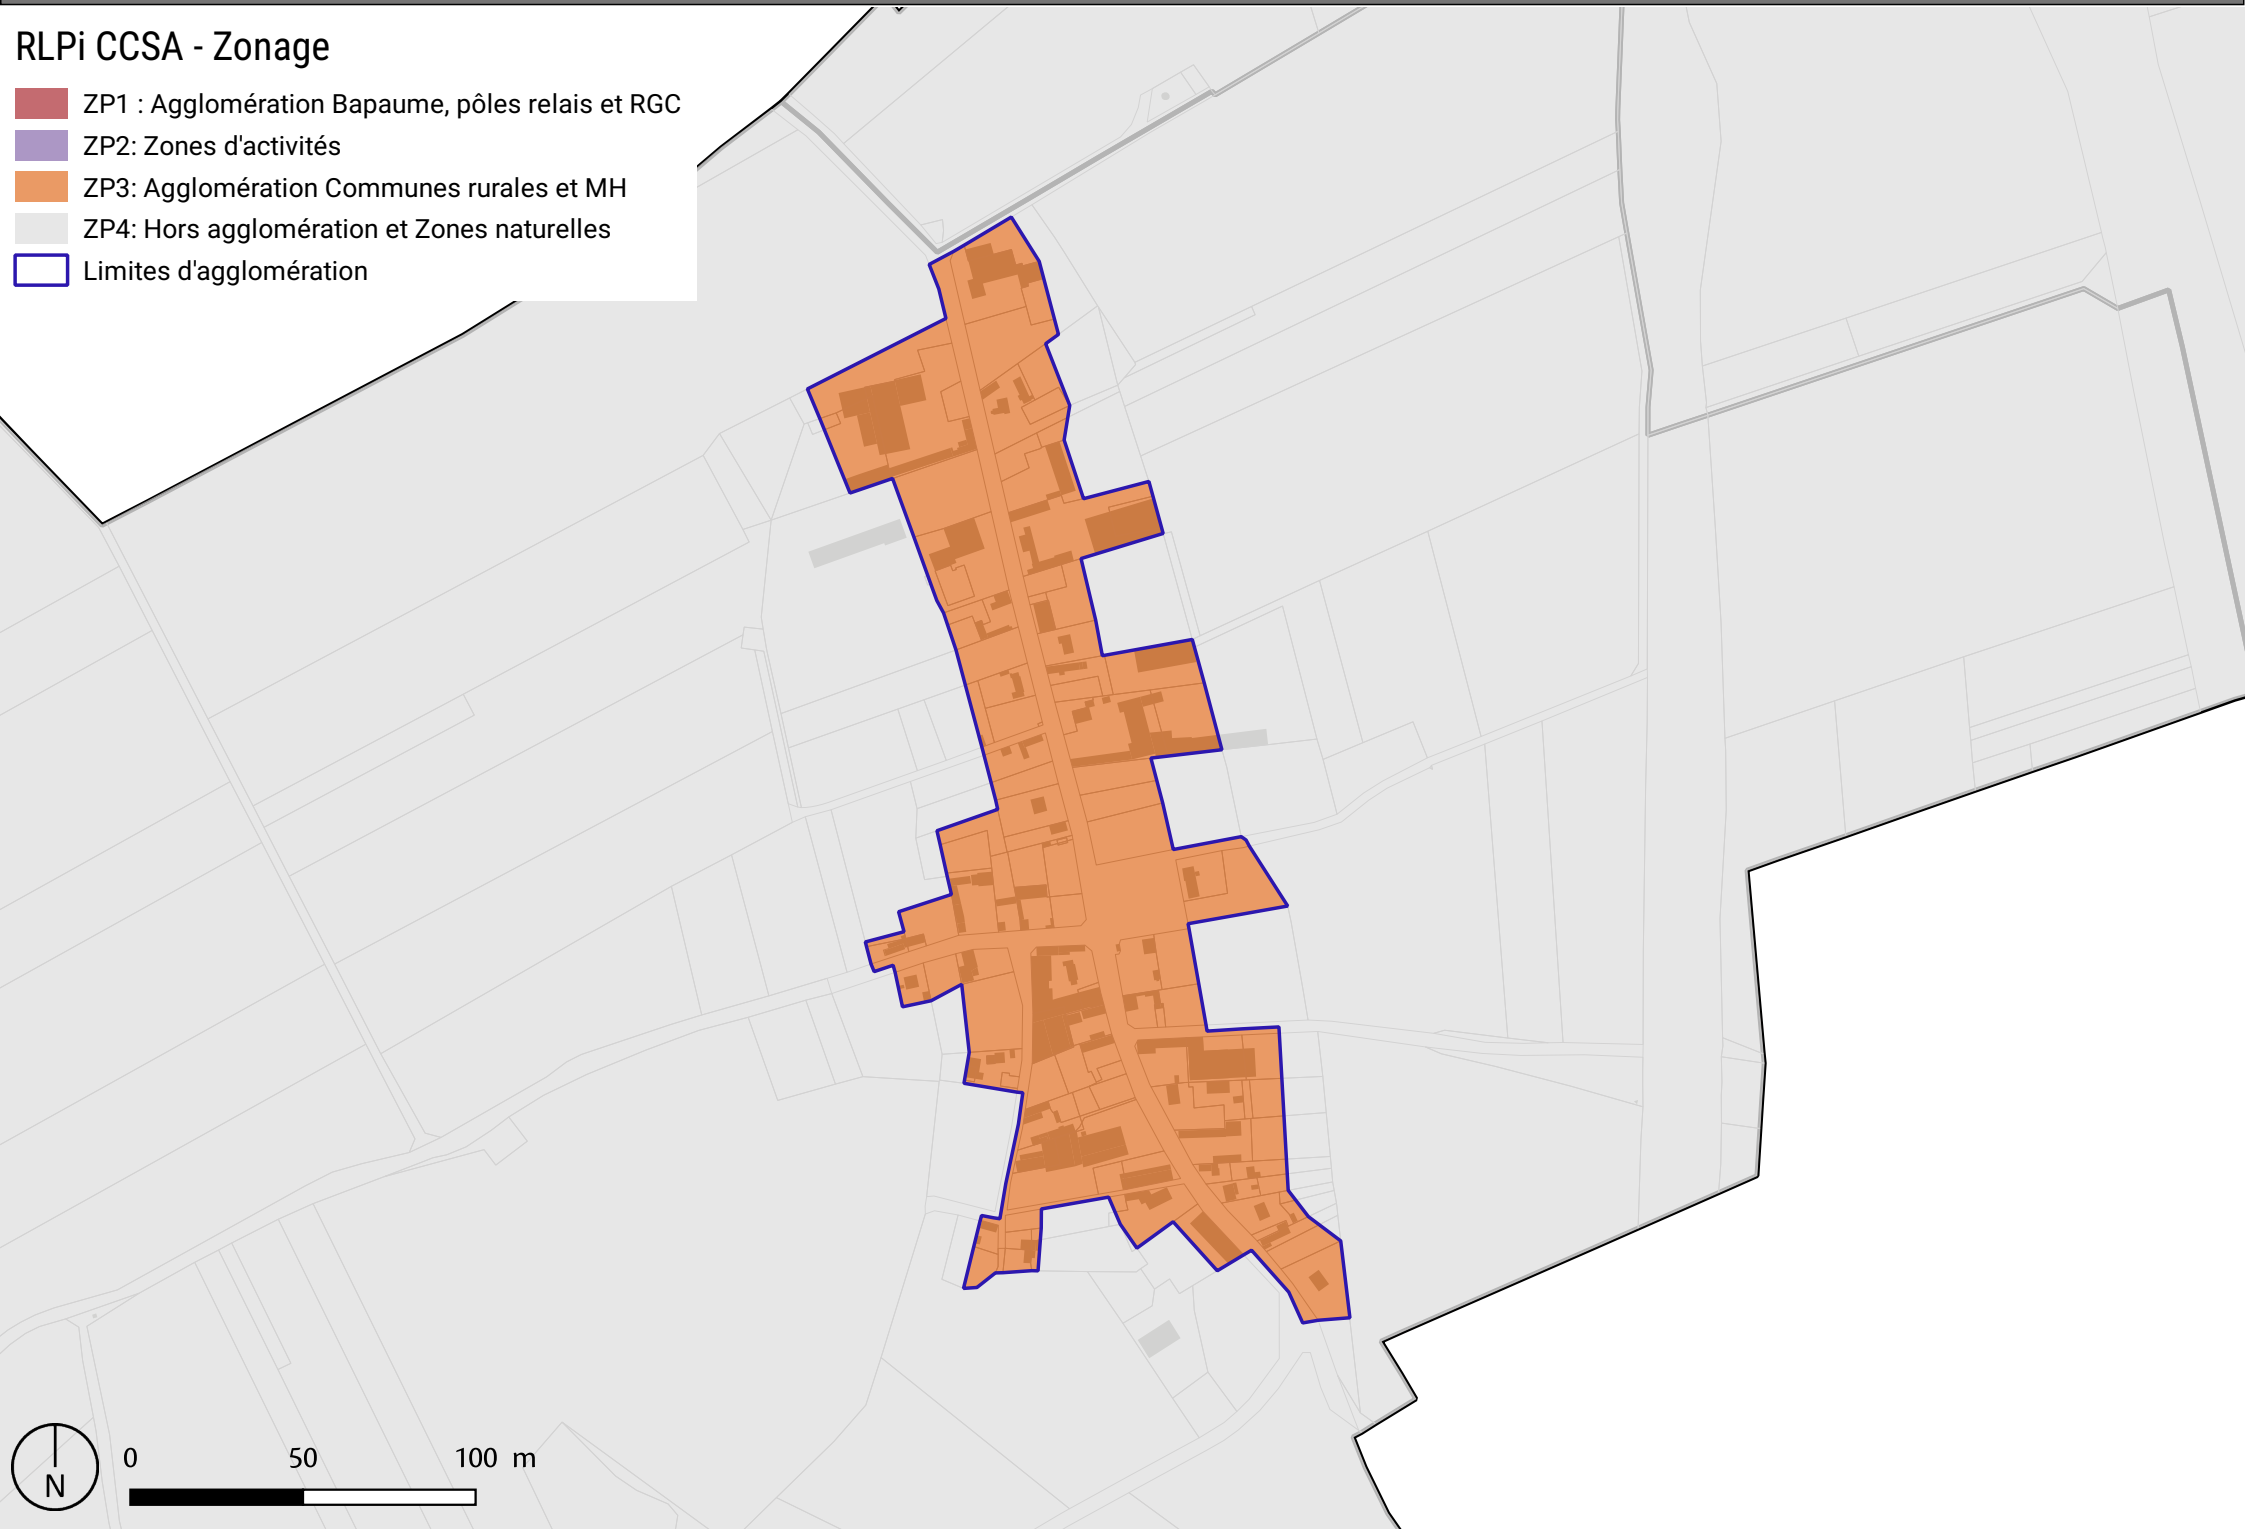 RLPi CCSA - Zonage
ZP1 : Agglomération Bapaume, pôles relais et RGC
ZP2: Zones d'activités
ZP3: Agglomération Communes rurales et MH
ZP4: Hors agglomération et Zones naturelles
Limites d'agglomération
0 50 100 m
N